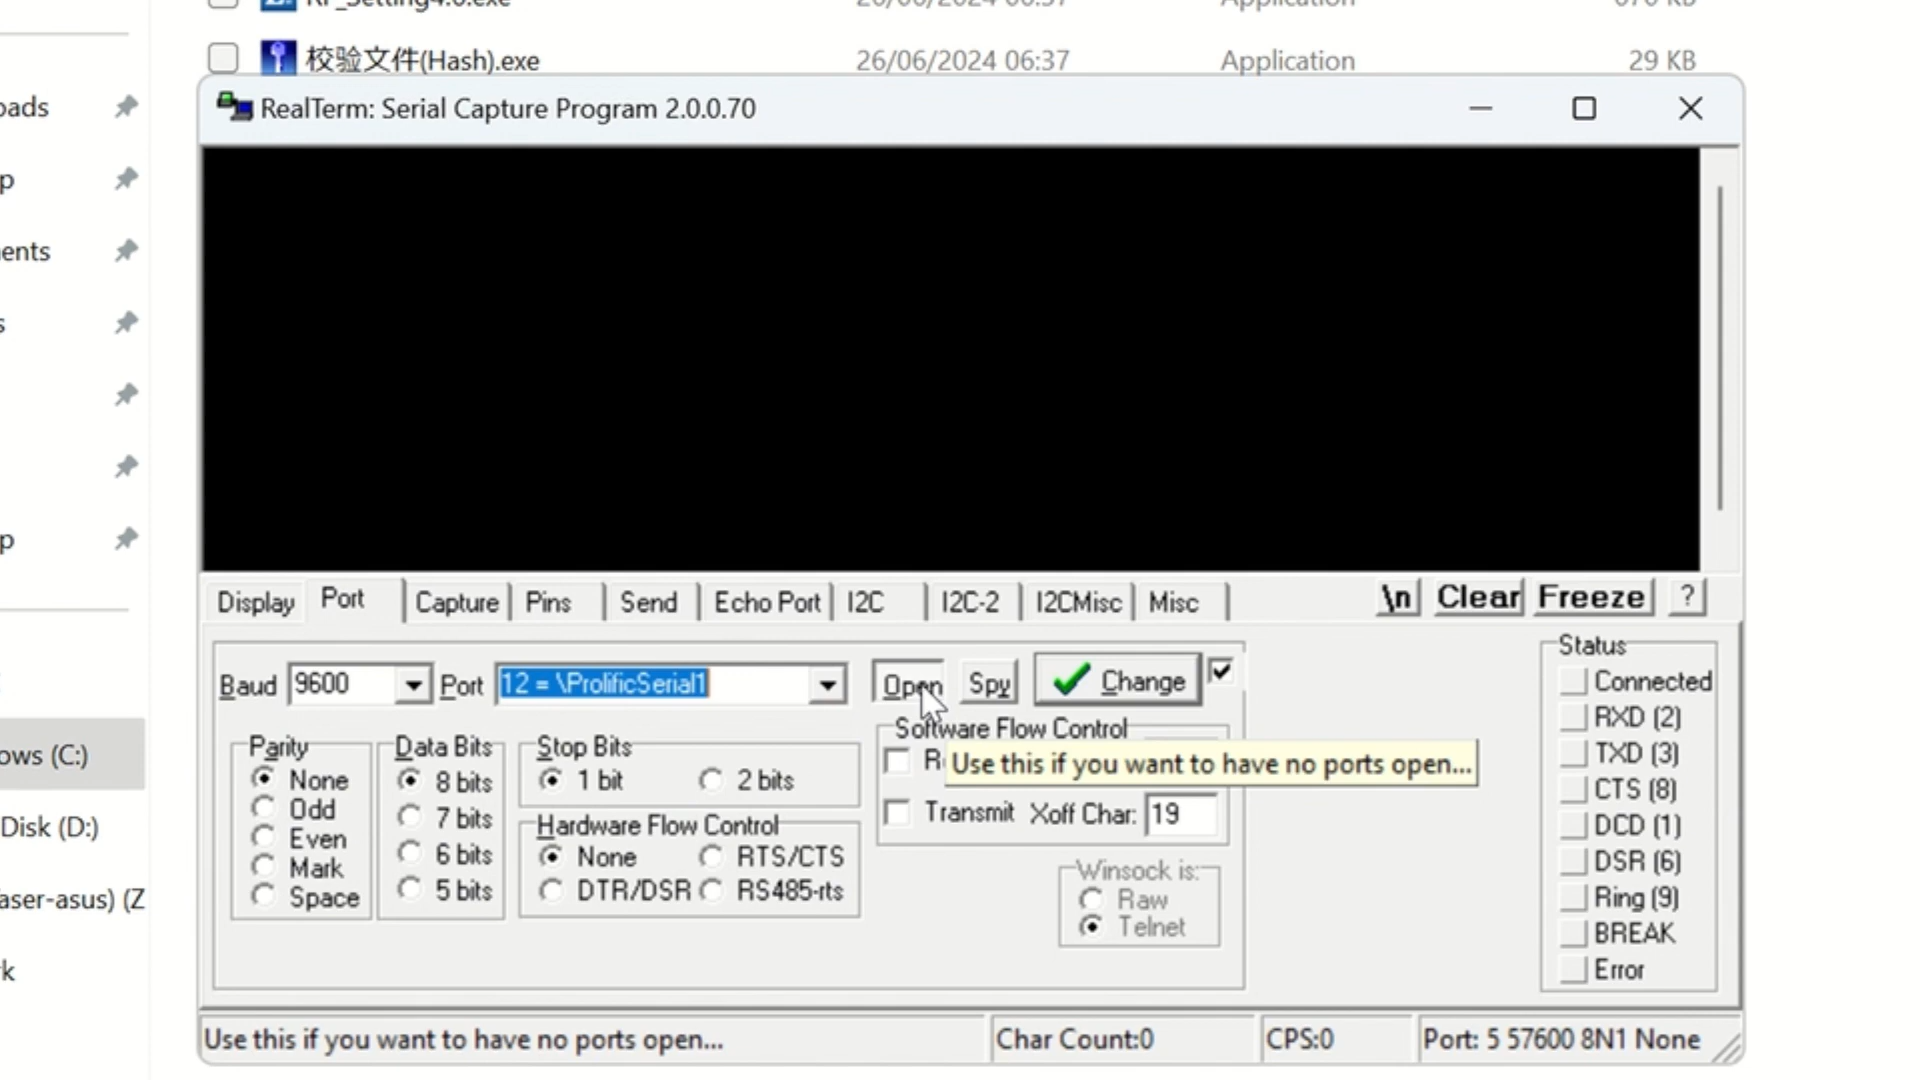 26/06/2024 06:37 Application
校验文件(Hash).exe 26/06/2024 06:37 Application 29 KB
RealTerm: Serial Capture Program 2.0.0.70
Display Port Capture Pins Send Echo Port I2C I2C-2 I2CMisc Misc \n Clear Freeze ?
Baud 9600 Port 12 = \ProlificSerial1 Open Spy Change
Parity
None
Odd
Even
Mark
Space
Data Bits
8 bits
7 bits
6 bits
5 bits
Stop Bits
1 bit 2 bits
Hardware Flow Control
None RTS/CTS
DTR/DSR RS485-rts
Software Flow Control
Use this if you want to have no ports open...
Transmit Xoff Char: 19
Winsock is:
Raw
Telnet
Status
Connected
RXD (2)
TXD (3)
CTS (8)
DCD (1)
DSR (6)
Ring (9)
BREAK
Error
Use this if you want to have no ports open... Char Count:0 CPS:0 Port: 5 57600 8N1 None
oads
p
ents
s
p
ows (C:)
Disk (D:)
aser-asus) (Z
k